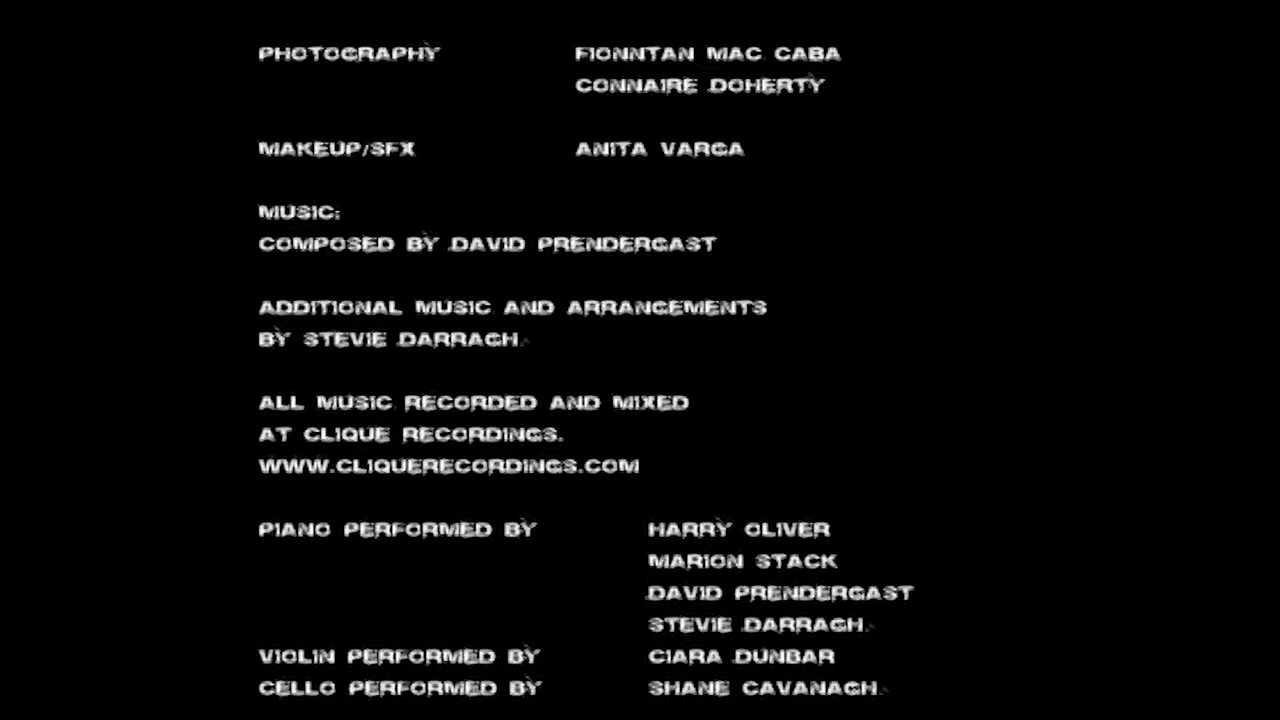 PHOTOGRAPHY FIONNTAN MAC CABA
CONNAIRE DOHERTY
MAKEUP/SFX ANITA VARGA
MUSIC:
COMPOSED BY DAVID PRENDERGAST
ADDITIONAL MUSIC AND ARRANGEMENTS
BY STEVIE DARRAGH.
ALL MUSIC RECORDED AND MIXED
AT CLIQUE RECORDINGS.
WWW.CLIQUERECORDINGS.COM
PIANO PERFORMED BY HARRY OLIVER
MARION STACK
DAVID PRENDERGAST
STEVIE DARRAGH.
VIOLIN PERFORMED BY CIARA DUNBAR
CELLO PERFORMED BY SHANE CAVANAGH.